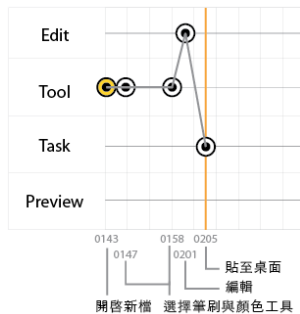 Edit
Tool
Task
Preview
0143 0158 0205
0147 0201
貼至桌面
編輯
開啓新檔 選擇筆刷與顏色工具